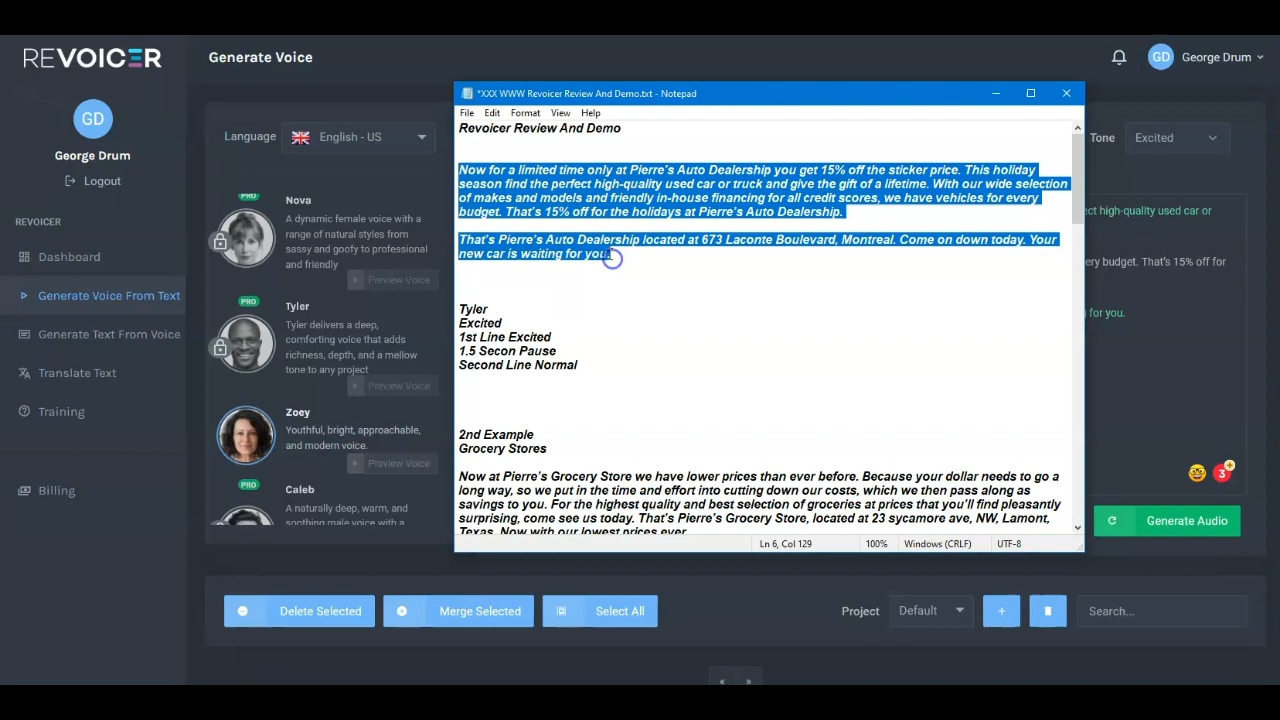 REVOICER
Generate Voice
GD
George Drum
GD
George Drum
Logout
REVOICER
Dashboard
Generate Voice From Text
Generate Text From Voice
Translate Text
Training
Billing
Language
English - US
PRO
Nova
A dynamic female voice with a
range of natural styles from
sassy and goofy to professional
and friendly
Preview Voice
PRO
Tyler
Tyler delivers a deep,
comforting voice that adds
richness, depth, and a mellow
tone to any project
Preview Voice
Zoey
Youthful, bright, approachable,
and modern voice.
Preview Voice
PRO
Caleb
A naturally deep, warm, and
soothing male voice with a
*XXX WWW Revoicer Review And Demo.txt - Notepad
File Edit Format View Help
Revoicer Review And Demo
Now for a limited time only at Pierre's Auto Dealership you get 15% off the sticker price. This holiday
season find the perfect high-quality used car or truck and give the gift of a lifetime. With our wide selection
of makes and models and friendly in-house financing for all credit scores, we have vehicles for every
budget. That's 15% off for the holidays at Pierre's Auto Dealership.
That's Pierre's Auto Dealership located at 673 Laconte Boulevard, Montreal. Come on down today. Your
new car is waiting for you.
Tyler
Excited
1st Line Excited
1.5 Secon Pause
Second Line Normal
2nd Example
Grocery Stores
Now at Pierre's Grocery Store we have lower prices than ever before. Because your dollar needs to go a
long way, so we put in the time and effort into cutting down our costs, which we then pass along as
savings to you. For the highest quality and best selection of groceries at prices that you'll find pleasantly
surprising, come see us today. That's Pierre's Grocery Store, located at 23 sycamore ave, NW, Lamont,
Texas. Now with our lowest prices ever
Ln 6, Col 129
100%
Windows (CRLF)
UTF-8
Tone
Excited
ect high-quality used car or
ery budget. That's 15% off for
g for you.
3
Generate Audio
Delete Selected
Merge Selected
Select All
Project
Default
+
Search...
« »